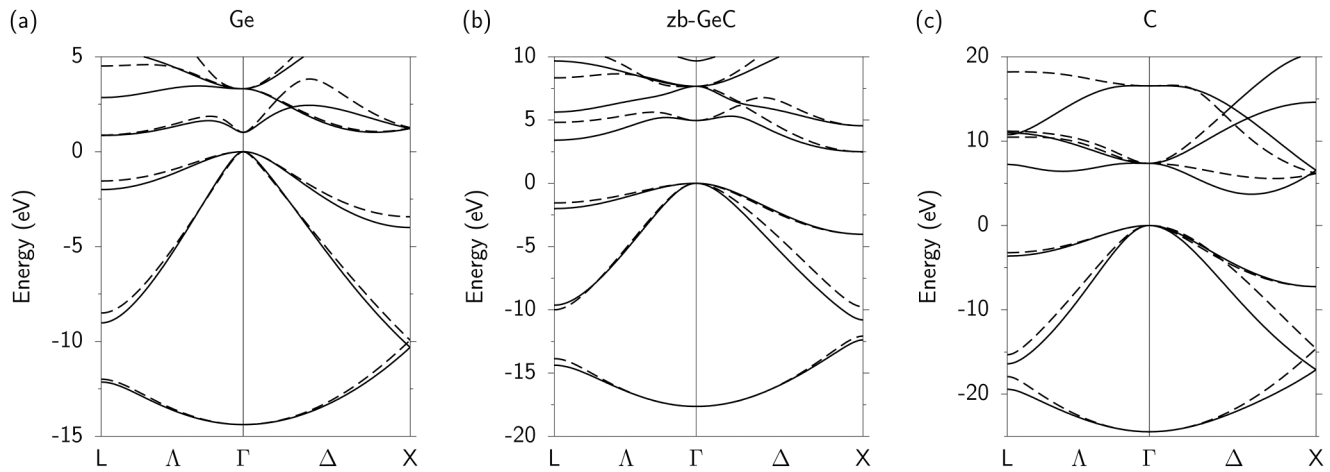 (a) Ge
Energy (eV)
5
0
-5
-10
-15
L Λ Γ Δ X
(b) zb-GeC
Energy (eV)
10
5
0
-5
-10
-15
-20
L Λ Γ Δ X
(c) C
Energy (eV)
20
10
0
-10
-20
L Λ Γ Δ X